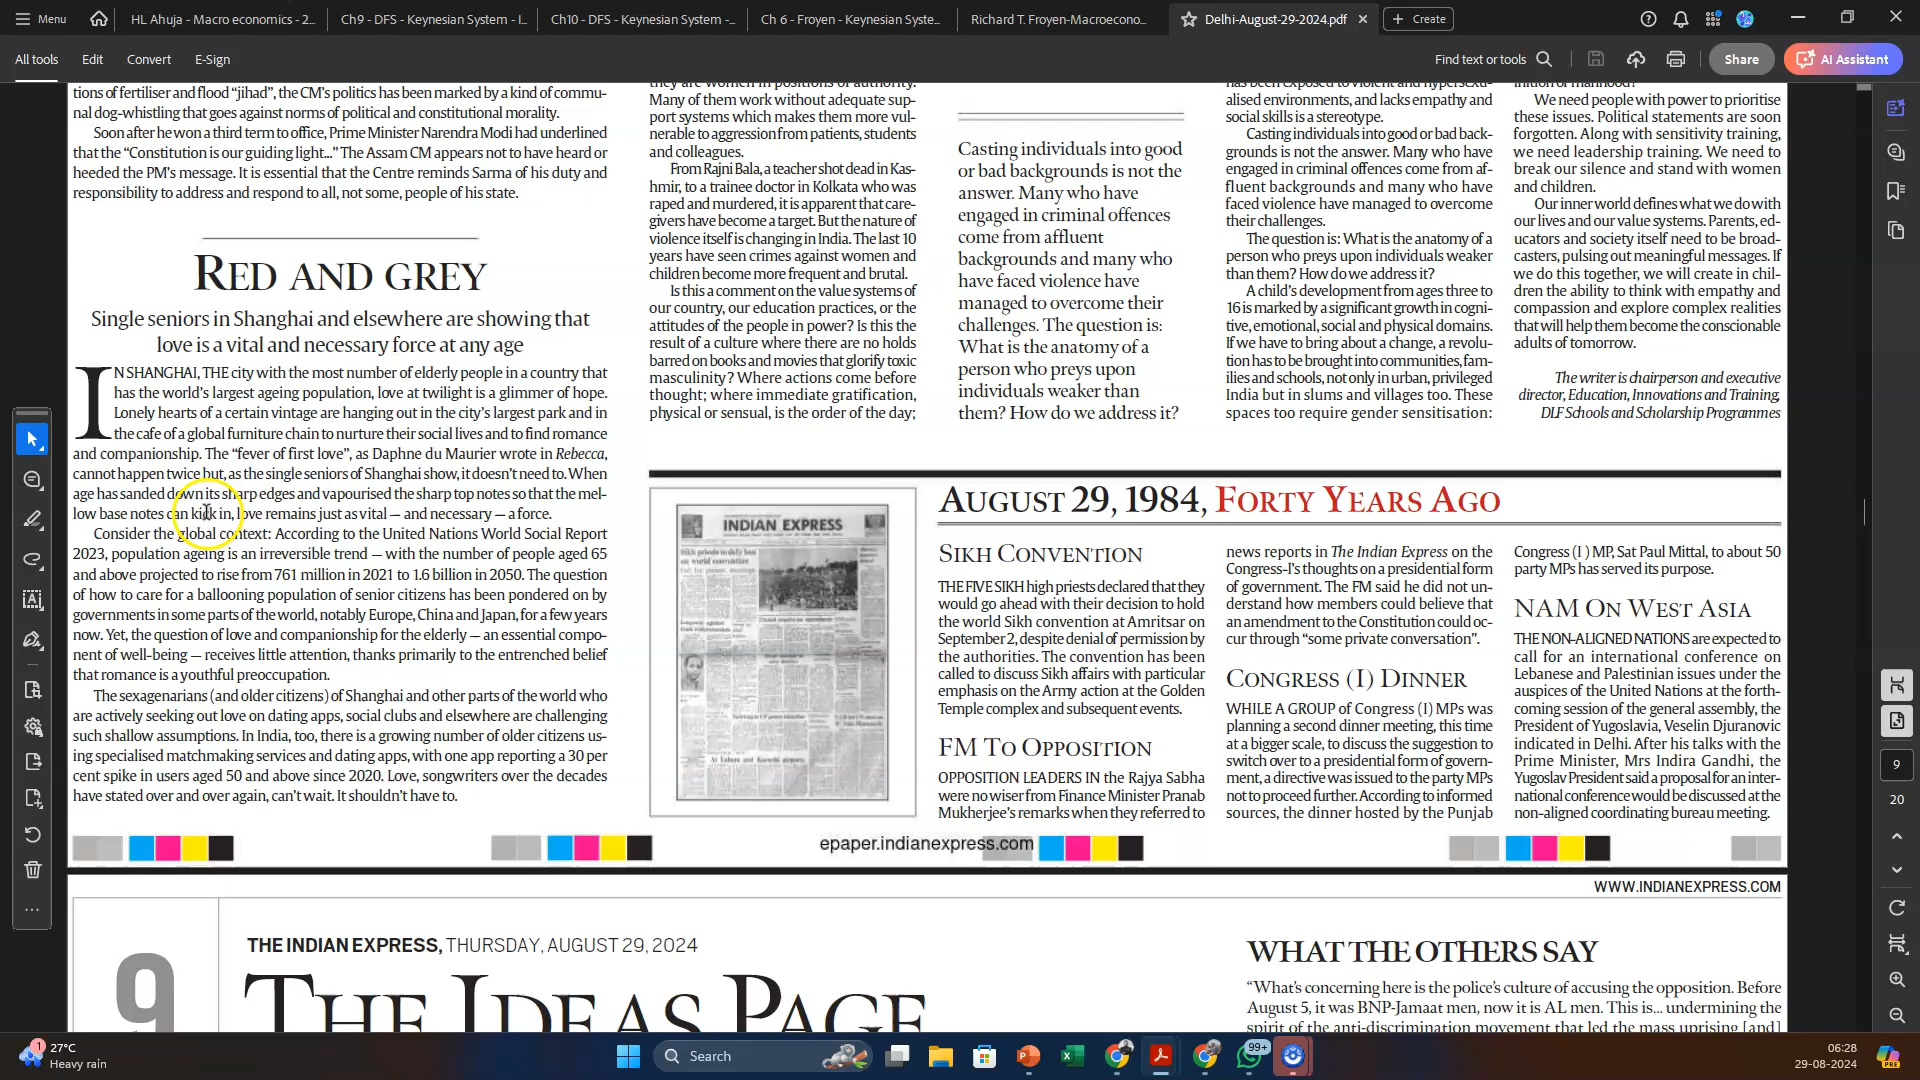 Menu
HL Ahuja - Macro economics - 2...
Ch9 - DFS - Keynesian System - I...
Ch10 - DFS - Keynesian System -...
Ch 6 - Froyen - Keynesian Syste...
Richard T. Froyen-Macroecono...
Delhi-August-29-2024.pdf
Create
All tools
Edit
Convert
E-Sign
Find text or tools
Share
AI Assistant
tions of fertiliser and flood “jihad”, the CM’s politics has been marked by a kind of commu-
nal dog-whistling that goes against norms of political and constitutional morality.
Soon after he won a third term to office, Prime Minister Narendra Modi had underlined
that the “Constitution is our guiding light...” The Assam CM appears not to have heard or
heeded the PM’s message. It is essential that the Centre reminds Sarma of his duty and
responsibility to address and respond to all, not some, people of his state.
RED AND GREY
Single seniors in Shanghai and elsewhere are showing that
love is a vital and necessary force at any age
IN SHANGHAI, THE city with the most number of elderly people in a country that
has the world’s largest ageing population, love at twilight is a glimmer of hope.
Lonely hearts of a certain vintage are hanging out in the city’s largest park and in
the cafe of a global furniture chain to nurture their social lives and to find romance
and companionship. The “fever of first love”, as Daphne du Maurier wrote in Rebecca,
cannot happen twice but, as the single seniors of Shanghai show, it doesn’t need to. When
age has sanded down its sharp edges and vapourised the sharp top notes so that the mel-
low base notes can kick in, love remains just as vital — and necessary — a force.
Consider the global context: According to the United Nations World Social Report
2023, population ageing is an irreversible trend — with the number of people aged 65
and above projected to rise from 761 million in 2021 to 1.6 billion in 2050. The question
of how to care for a ballooning population of senior citizens has been pondered on by
governments in some parts of the world, notably Europe, China and Japan, for a few years
now. Yet, the question of love and companionship for the elderly — an essential compo-
nent of well-being — receives little attention, thanks primarily to the entrenched belief
that romance is a youthful preoccupation.
The sexagenarians (and older citizens) of Shanghai and other parts of the world who
are actively seeking out love on dating apps, social clubs and elsewhere are challenging
such shallow assumptions. In India, too, there is a growing number of older citizens us-
ing specialised matchmaking services and dating apps, with one app reporting a 30 per
cent spike in users aged 50 and above since 2020. Love, songwriters over the decades
have stated over and over again, can’t wait. It shouldn’t have to.
they are women in positions of authority.
Many of them work without adequate sup-
port systems which makes them more vul-
nerable to aggression from patients, students
and colleagues.
From Rajni Bala, a teacher shot dead in Kas-
hmir, to a trainee doctor in Kolkata who was
raped and murdered, it is apparent that care-
givers have become a target. But the nature of
violence itself is changing in India. The last 10
years have seen crimes against women and
children become more frequent and brutal.
Is this a comment on the value systems of
our country, our education practices, or the
attitudes of the people in power? Is this the
result of a culture where there are no holds
barred on books and movies that glorify toxic
masculinity? Where actions come before
thought; where immediate gratification,
physical or sensual, is the order of the day;
Casting individuals into good
or bad backgrounds is not the
answer. Many who have
engaged in criminal offences
come from affluent
backgrounds and many who
have faced violence have
managed to overcome their
challenges. The question is:
What is the anatomy of a
person who preys upon
individuals weaker than
them? How do we address it?
has been exposed to violent and hypersexu-
alised environments, and lacks empathy and
social skills is a stereotype.
Casting individuals into good or bad back-
grounds is not the answer. Many who have
engaged in criminal offences come from af-
fluent backgrounds and many who have
faced violence have managed to overcome
their challenges.
The question is: What is the anatomy of a
person who preys upon individuals weaker
than them? How do we address it?
A child’s development from ages three to
16 is marked by a significant growth in cogni-
tive, emotional, social and physical domains.
If we have to bring about a change, a revolu-
tion has to be brought into communities, fam-
ilies and schools, not only in urban, privileged
India but in slums and villages too. These
spaces too require gender sensitisation:
We need people with power to prioritise
these issues. Political statements are soon
forgotten. Along with sensitivity training,
we need leadership training. We need to
break our silence and stand with women
and children.
Our inner world defines what we do with
our lives and our value systems. Parents, ed-
ucators and society itself need to be broad-
casters, pulsing out meaningful messages. If
we do this together, we will create in chil-
dren the ability to think with empathy and
compassion and explore complex realities
that will help them become the conscionable
adults of tomorrow.
The writer is chairperson and executive
director, Education, Innovations and Training,
DLF Schools and Scholarship Programmes
INDIAN EXPRESS
AUGUST 29, 1984, FORTY YEARS AGO
SIKH CONVENTION
THE FIVE SIKH high priests declared that they
would go ahead with their decision to hold
the world Sikh convention at Amritsar on
September 2, despite denial of permission by
the authorities. The convention has been
called to discuss Sikh affairs with particular
emphasis on the Army action at the Golden
Temple complex and subsequent events.
FM TO OPPOSITION
OPPOSITION LEADERS IN the Rajya Sabha
were no wiser from Finance Minister Pranab
Mukherjee’s remarks when they referred to
news reports in The Indian Express on the
Congress-I’s thoughts on a presidential form
of government. The FM said he did not un-
derstand how members could believe that
an amendment to the Constitution could oc-
cur through “some private conversation”.
CONGRESS (I) DINNER
WHILE A GROUP of Congress (I) MPs was
planning a second dinner meeting, this time
at a bigger scale, to discuss the suggestion to
switch over to a presidential form of govern-
ment, a directive was issued to the party MPs
not to proceed further. According to informed
sources, the dinner hosted by the Punjab
Congress (I ) MP, Sat Paul Mittal, to about 50
party MPs has served its purpose.
NAM ON WEST ASIA
THE NON-ALIGNED NATIONS are expected to
call for an international conference on
Lebanese and Palestinian issues under the
auspices of the United Nations at the forth-
coming session of the general assembly, the
President of Yugoslavia, Veselin Djuranovic
indicated in Delhi. After his talks with the
Prime Minister, Mrs Indira Gandhi, the
Yugoslav President said a proposal for an inter-
national conference would be discussed at the
non-aligned coordinating bureau meeting.
epaper.indianexpress.com
WWW.INDIANEXPRESS.COM
9
THE INDIAN EXPRESS, THURSDAY, AUGUST 29, 2024
THE IDEAS PAGE
WHAT THE OTHERS SAY
“What’s concerning here is the police’s culture of accusing the opposition. Before
August 5, it was BNP-Jamaat men, now it is AL men. This is... undermining the
spirit of the anti-discrimination movement that led the mass uprising [and]
9
20
1
27°C
Heavy rain
Search
99+
06:28
29-08-2024
PRE